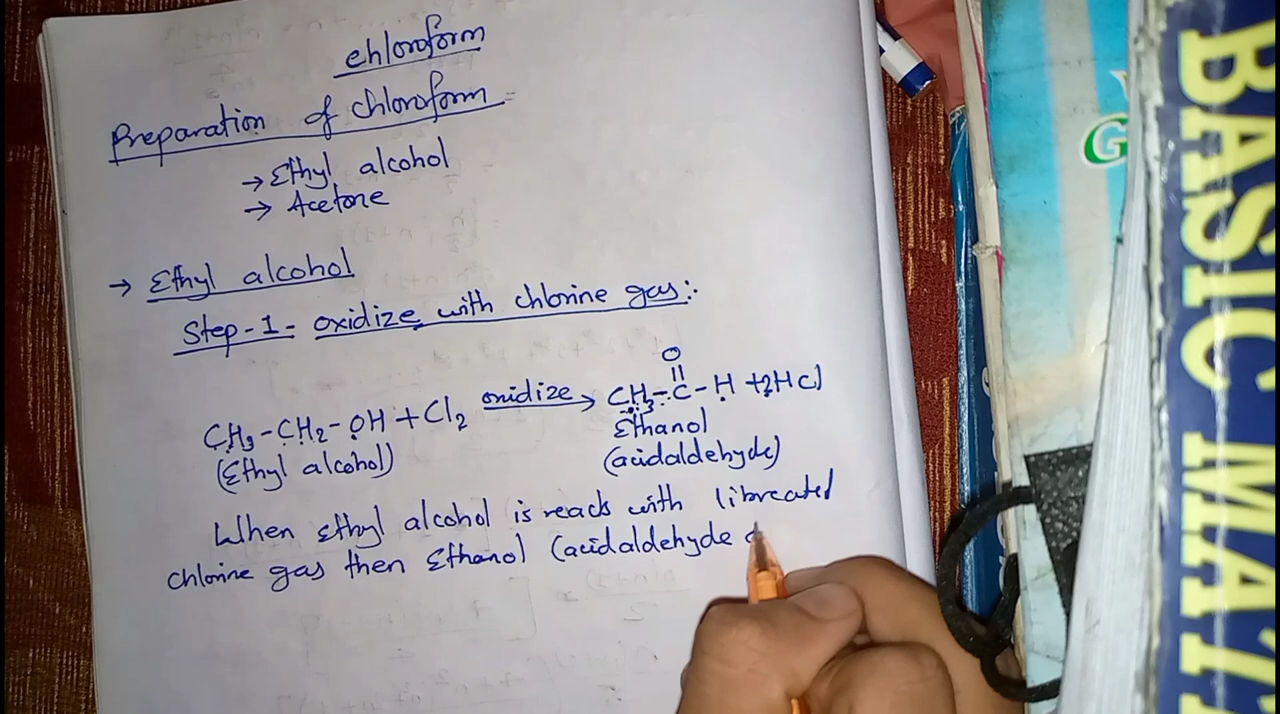 chloroform
Preparation of chloroform =
→ Ethyl alcohol
→ Acetone
→ Ethyl alcohol
Step-1- oxidize with chlorine gas:-
O
||
CH3-CH2-OH + Cl2 oxidize → CH3-C-H + 2HCl
(Ethyl alcohol)
Ethanol
(acidaldehyde)
When Ethyl alcohol is reacts with libreated
chlorine gas then Ethanol (acidaldehyde
BASIC MAT
G